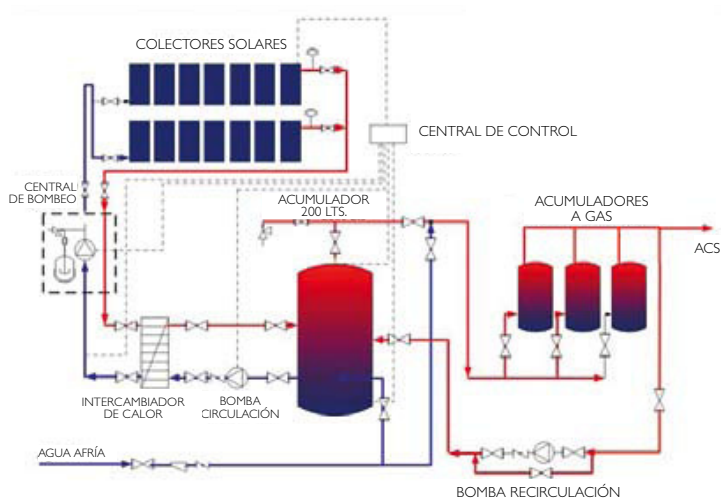 COLECTORES SOLARES
CENTRAL DE CONTROL
CENTRAL
DE BOMBEO
ACUMULADOR
200 LTS.
ACUMULADORES
A GAS
ACS
INTERCAMBIADOR
DE CALOR
BOMBA
CIRCULACIÓN
AGUA AFRÍA
BOMBA RECIRCULACIÓN